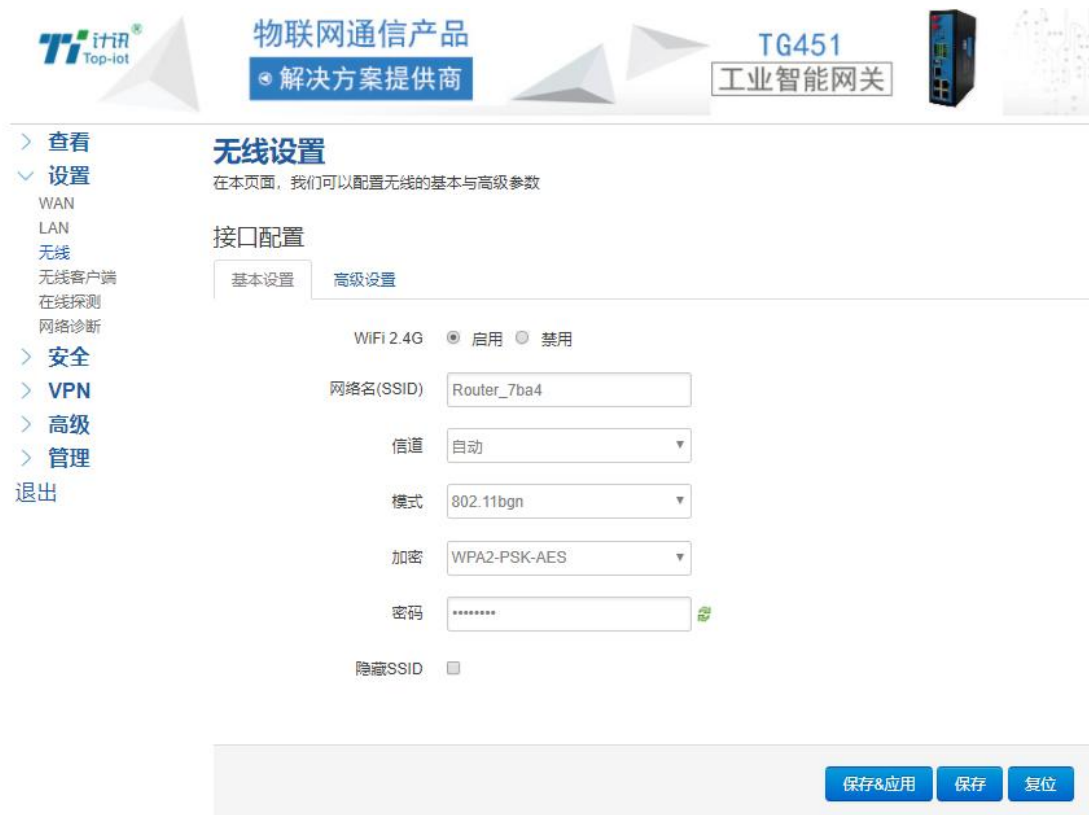 计讯®
Top-iot
物联网通信产品
解决方案提供商
TG451
工业智能网关
查看
设置
WAN
LAN
无线
无线客户端
在线探测
网络诊断
安全
VPN
高级
管理
退出
无线设置
在本页面，我们可以配置无线的基本与高级参数
接口配置
基本设置 高级设置
WiFi 2.4G 启用 禁用
网络名(SSID) Router_7ba4
信道 自动
模式 802.11bgn
加密 WPA2-PSK-AES
密码 ••••••••
隐藏SSID
保存&应用 保存 复位